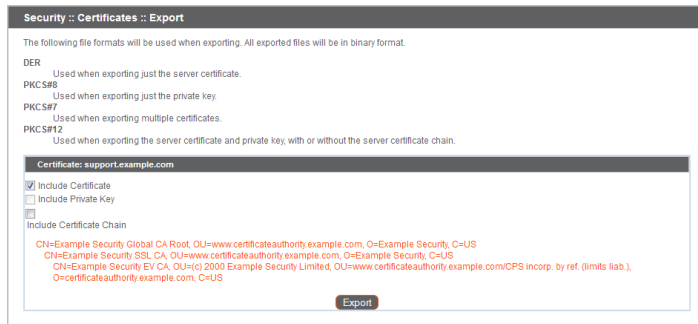 Security :: Certificates :: Export
The following file formats will be used when exporting. All exported files will be in binary format.
DER
Used when exporting just the server certificate.
PKCS#8
Used when exporting just the private key.
PKCS#7
Used when exporting multiple certificates.
PKCS#12
Used when exporting the server certificate and private key, with or without the server certificate chain.
Certificate: support.example.com
Include Certificate
Include Private Key
Include Certificate Chain
CN=Example Security Global CA Root, OU=www.certificateauthority.example.com, O=Example Security, C=US
CN=Example Security SSL CA, OU=www.certificateauthority.example.com, O=Example Security, C=US
CN=Example Security EV CA, OU=(c) 2000 Example Security Limited, OU=www.certificateauthority.example.com/CPS incorp. by ref. (limits liab.),
O=certificateauthority.example.com, C=US
Export